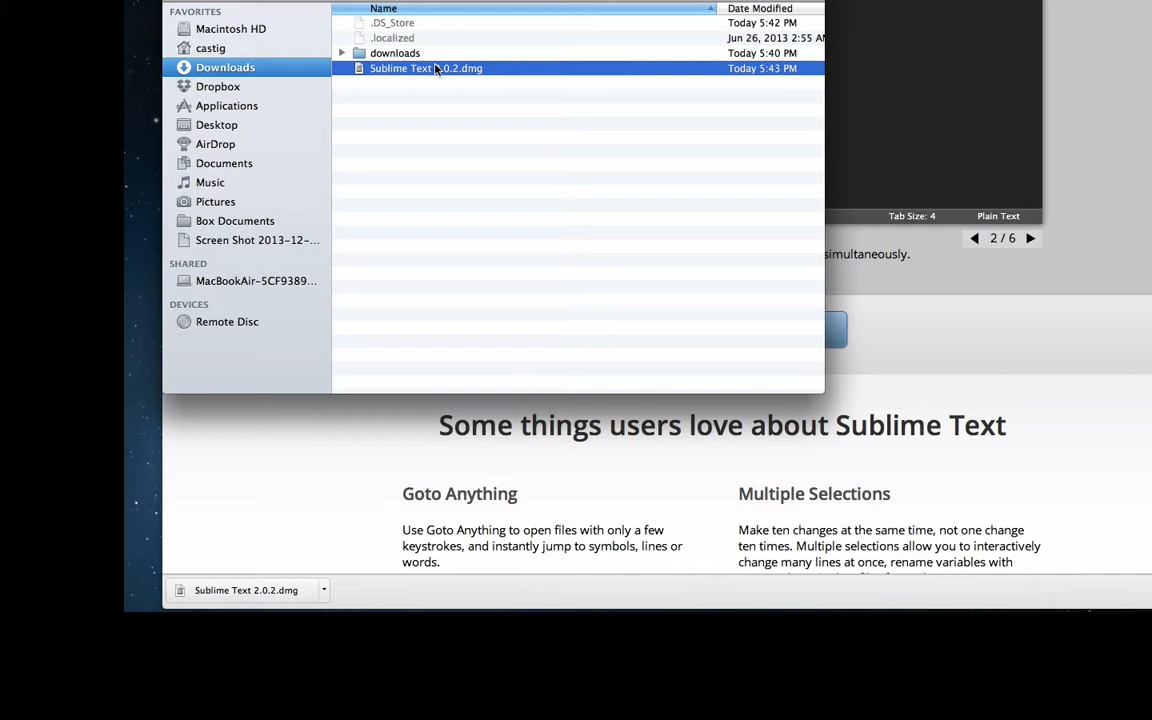 FAVORITES
Macintosh HD
castig
Downloads
Dropbox
Applications
Desktop
AirDrop
Documents
Music
Pictures
Box Documents
Screen Shot 2013-12-...
SHARED
MacBookAir-5CF9389...
DEVICES
Remote Disc
Name Date Modified
.DS_Store Today 5:42 PM
.localized Jun 26, 2013 2:55 AM
downloads Today 5:40 PM
Sublime Text 2.0.2.dmg Today 5:43 PM
Tab Size: 4 Plain Text
2 / 6
simultaneously.
Some things users love about Sublime Text
Goto Anything
Use Goto Anything to open files with only a few
keystrokes, and instantly jump to symbols, lines or
words.
Multiple Selections
Make ten changes at the same time, not one change
ten times. Multiple selections allow you to interactively
change many lines at once, rename variables with
Sublime Text 2.0.2.dmg